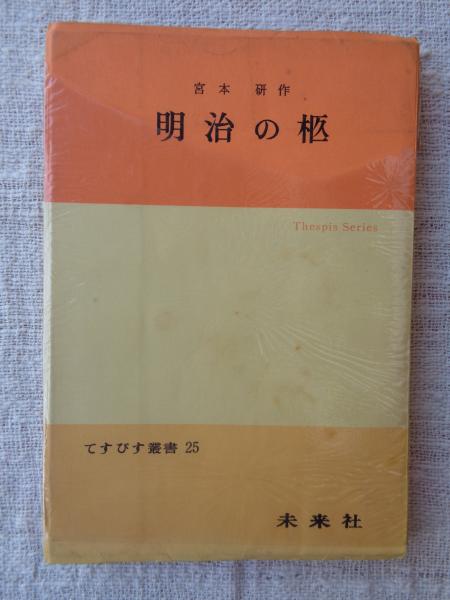 宮本 研作
明治の柩
Thespis Series
てすぴす叢書 25
未来社